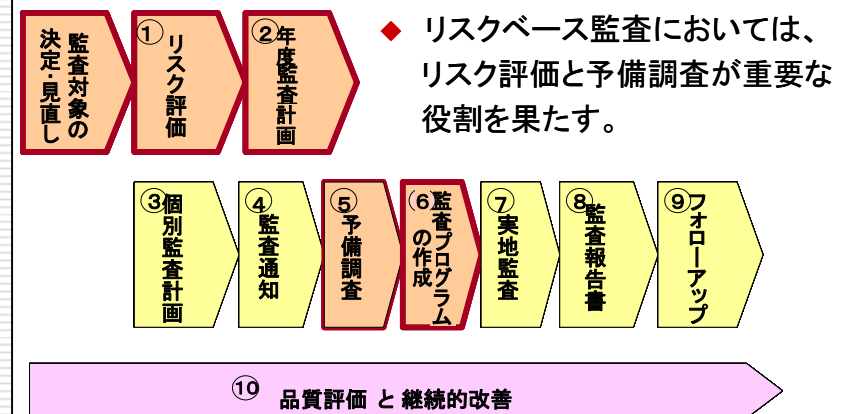 監査対象の
決定・見直し
①リスク評価
②年度監査計画
◆ リスクベース監査においては、
リスク評価と予備調査が重要な
役割を果たす。
③個別監査計画
④監査通知
⑤予備調査
⑥監査プログラム
の作成
⑦実地監査
⑧監査報告書
⑨フォローアップ
⑩ 品質評価 と 継続的改善